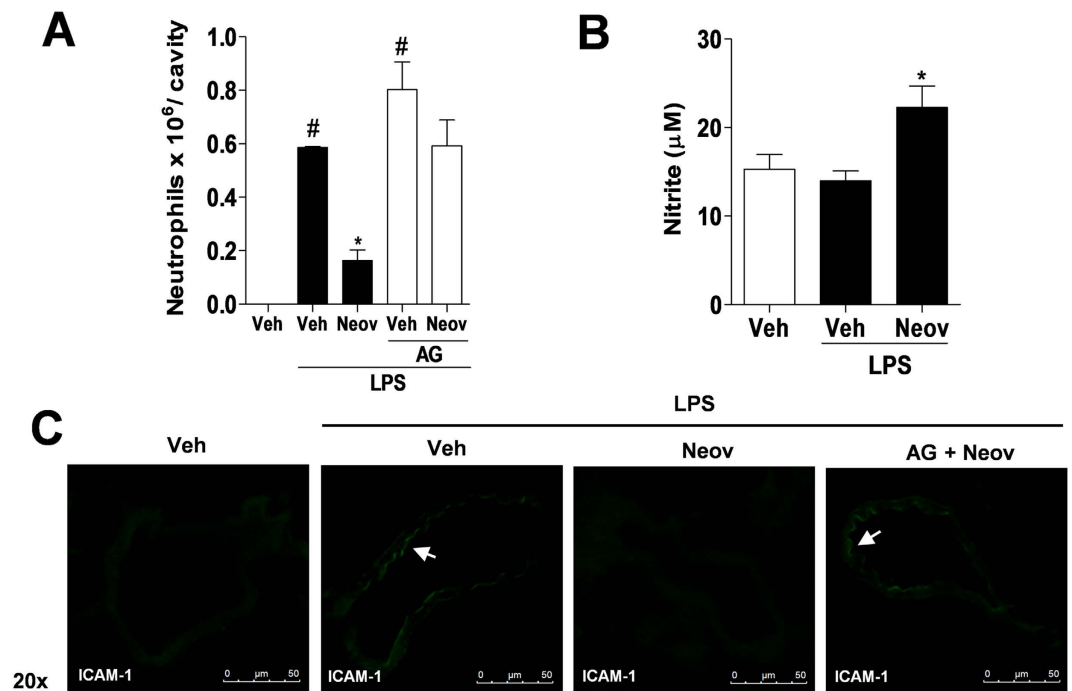 A
Neutrophils x 10⁶/ cavity
1.0
0.8
0.6
0.4
0.2
0.0
#
*
#
Veh Veh Neov Veh Neov
AG
LPS
B
Nitrite (μM)
30
20
10
0
*
Veh Veh Neov
LPS
C
LPS
Veh Veh Neov AG + Neov
ICAM-1 0 μm 50
ICAM-1 0 μm 50
ICAM-1 0 μm 50
ICAM-1 0 μm 50
20x